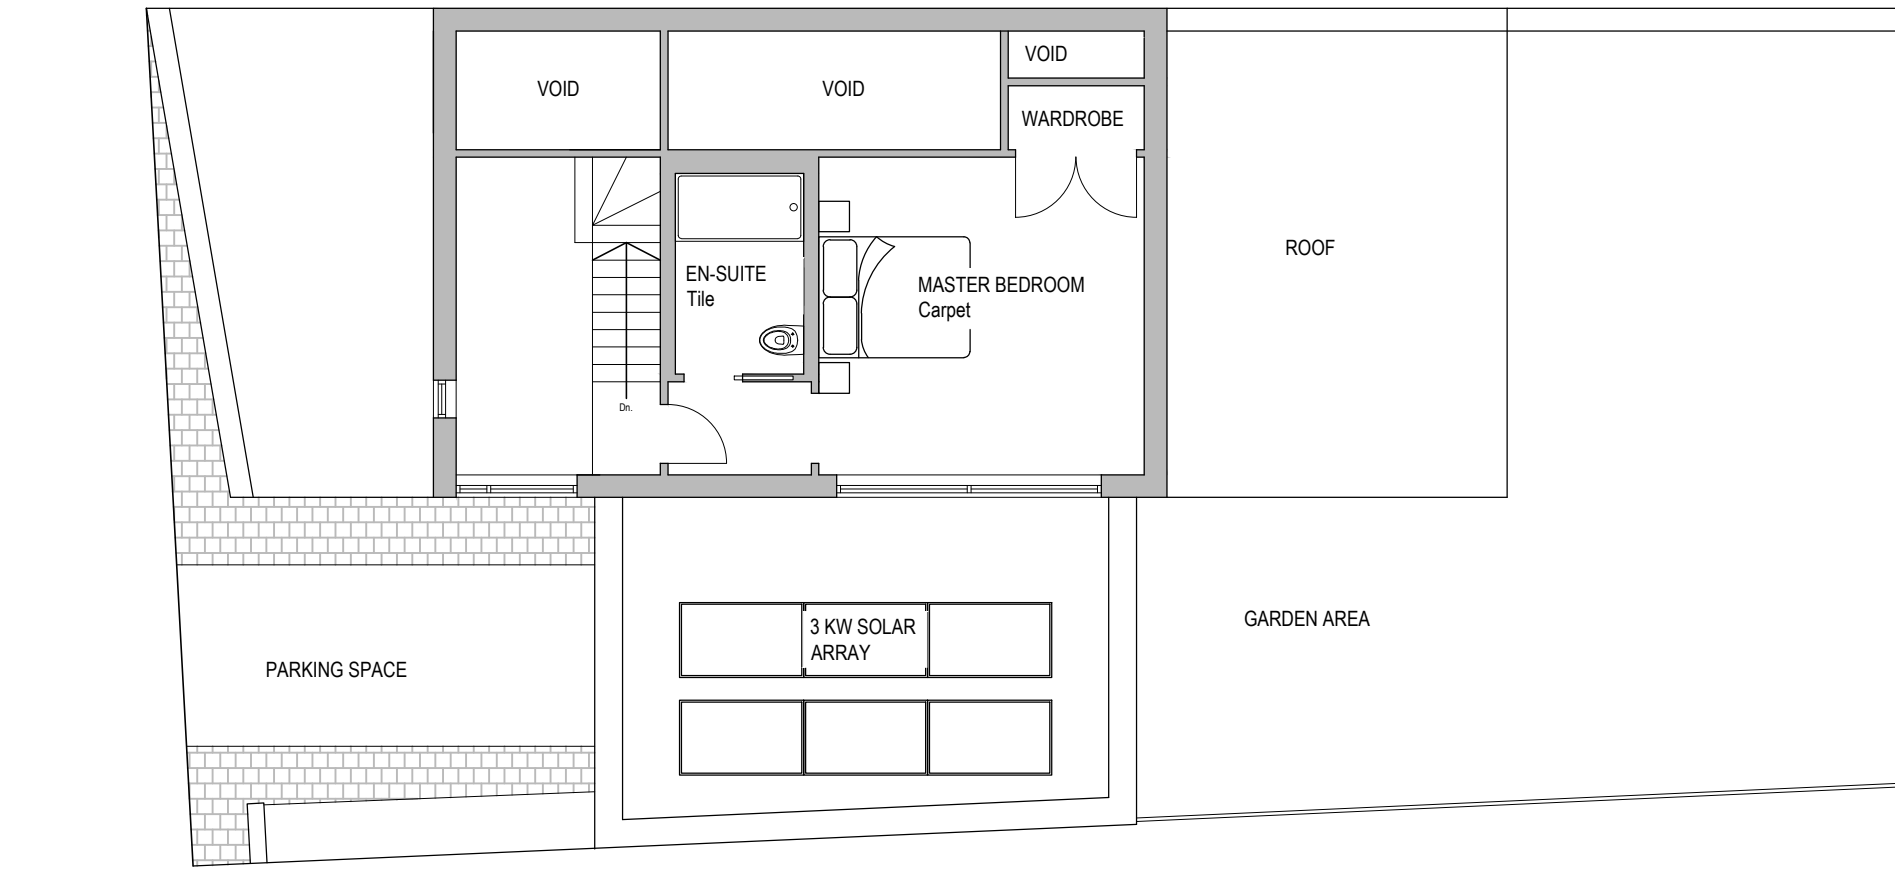 VOID
VOID
VOID
WARDROBE
ROOF
EN-SUITE
Tile
MASTER BEDROOM
Carpet
Dn.
GARDEN AREA
3 KW SOLAR
ARRAY
PARKING SPACE